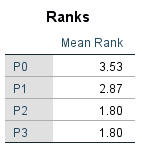 Ranks
Mean Rank
P0 3.53
P1 2.87
P2 1.80
P3 1.80